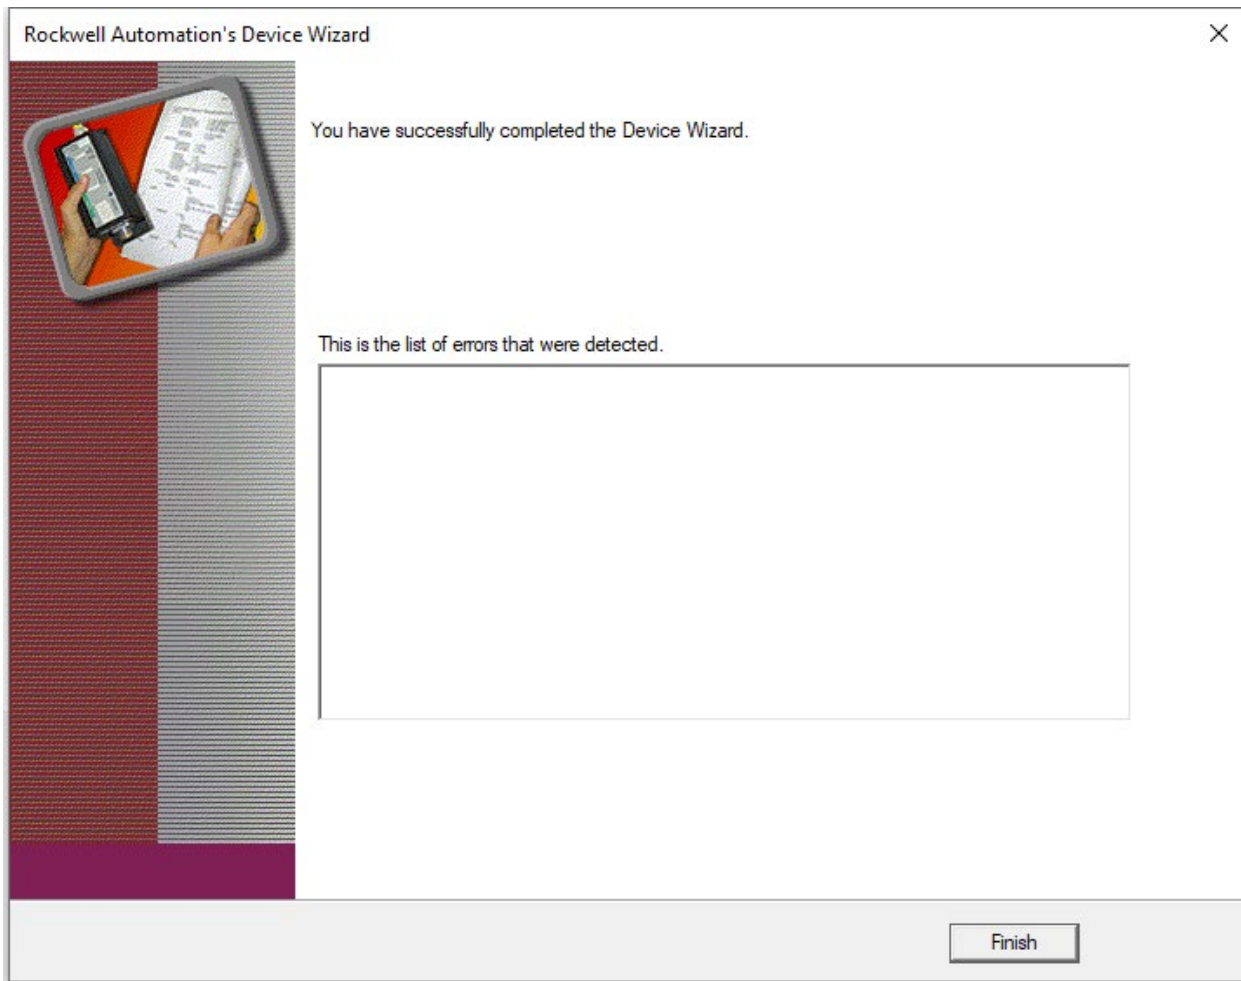 Rockwell Automation's Device Wizard
You have successfully completed the Device Wizard.
This is the list of errors that were detected.
Finish